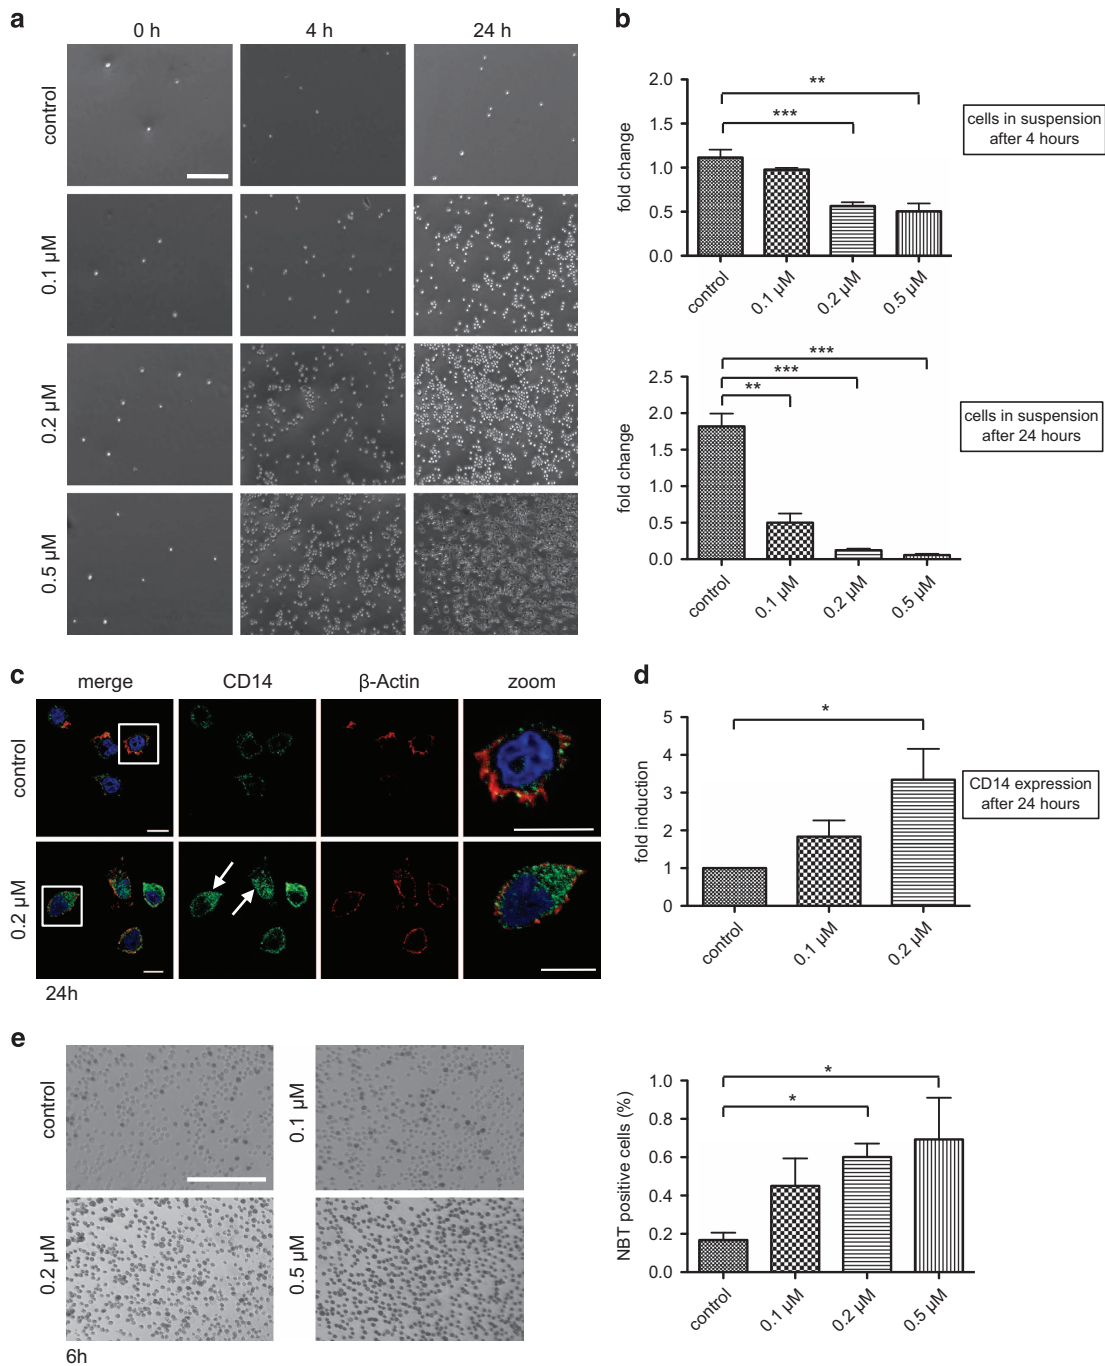 a
0 h
4 h
24 h
control
0.1 µM
0.2 µM
0.5 µM
b
2.0
1.5
1.0
0.5
0.0
fold change
**
***
control
0.1 µM
0.2 µM
0.5 µM
cells in suspension
after 4 hours
2.5
2.0
1.5
1.0
0.5
0.0
fold change
***
***
**
control
0.1 µM
0.2 µM
0.5 µM
cells in suspension
after 24 hours
c
merge
CD14
β-Actin
zoom
control
0.2 µM
24h
d
5
4
3
2
1
0
fold induction
*
control
0.1 µM
0.2 µM
CD14 expression
after 24 hours
e
control
0.1 µM
0.2 µM
0.5 µM
6h
1.0
0.8
0.6
0.4
0.2
0.0
NBT positive cells (%)
*
*
control
0.1 µM
0.2 µM
0.5 µM